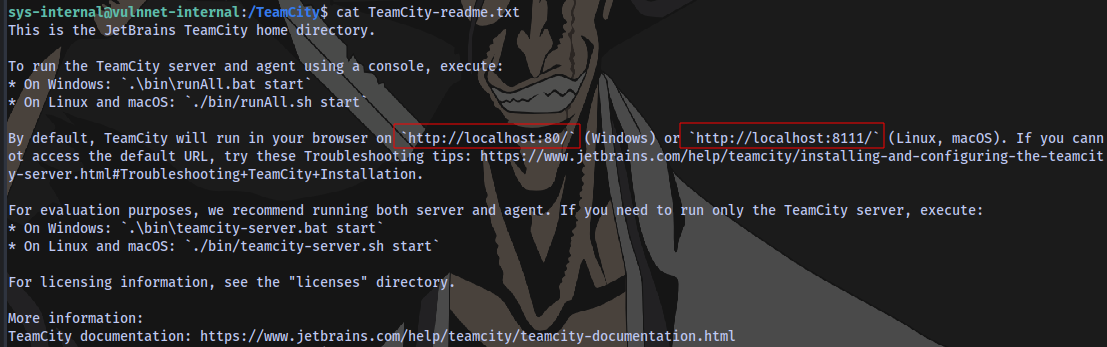 sys-internal@vulnnet-internal:/TeamCity$ cat TeamCity-readme.txt
This is the JetBrains TeamCity home directory.
To run the TeamCity server and agent using a console, execute:
* On Windows: `.\bin\runAll.bat start`
* On Linux and macOS: `./bin/runAll.sh start`
By default, TeamCity will run in your browser on `http://localhost:80/` (Windows) or `http://localhost:8111/` (Linux, macOS). If you cann
ot access the default URL, try these Troubleshooting tips: https://www.jetbrains.com/help/teamcity/installing-and-configuring-the-teamcit
y-server.html#Troubleshooting+TeamCity+Installation.
For evaluation purposes, we recommend running both server and agent. If you need to run only the TeamCity server, execute:
* On Windows: `.\bin\teamcity-server.bat start`
* On Linux and macOS: `./bin/teamcity-server.sh start`
For licensing information, see the "licenses" directory.
More information:
TeamCity documentation: https://www.jetbrains.com/help/teamcity/teamcity-documentation.html